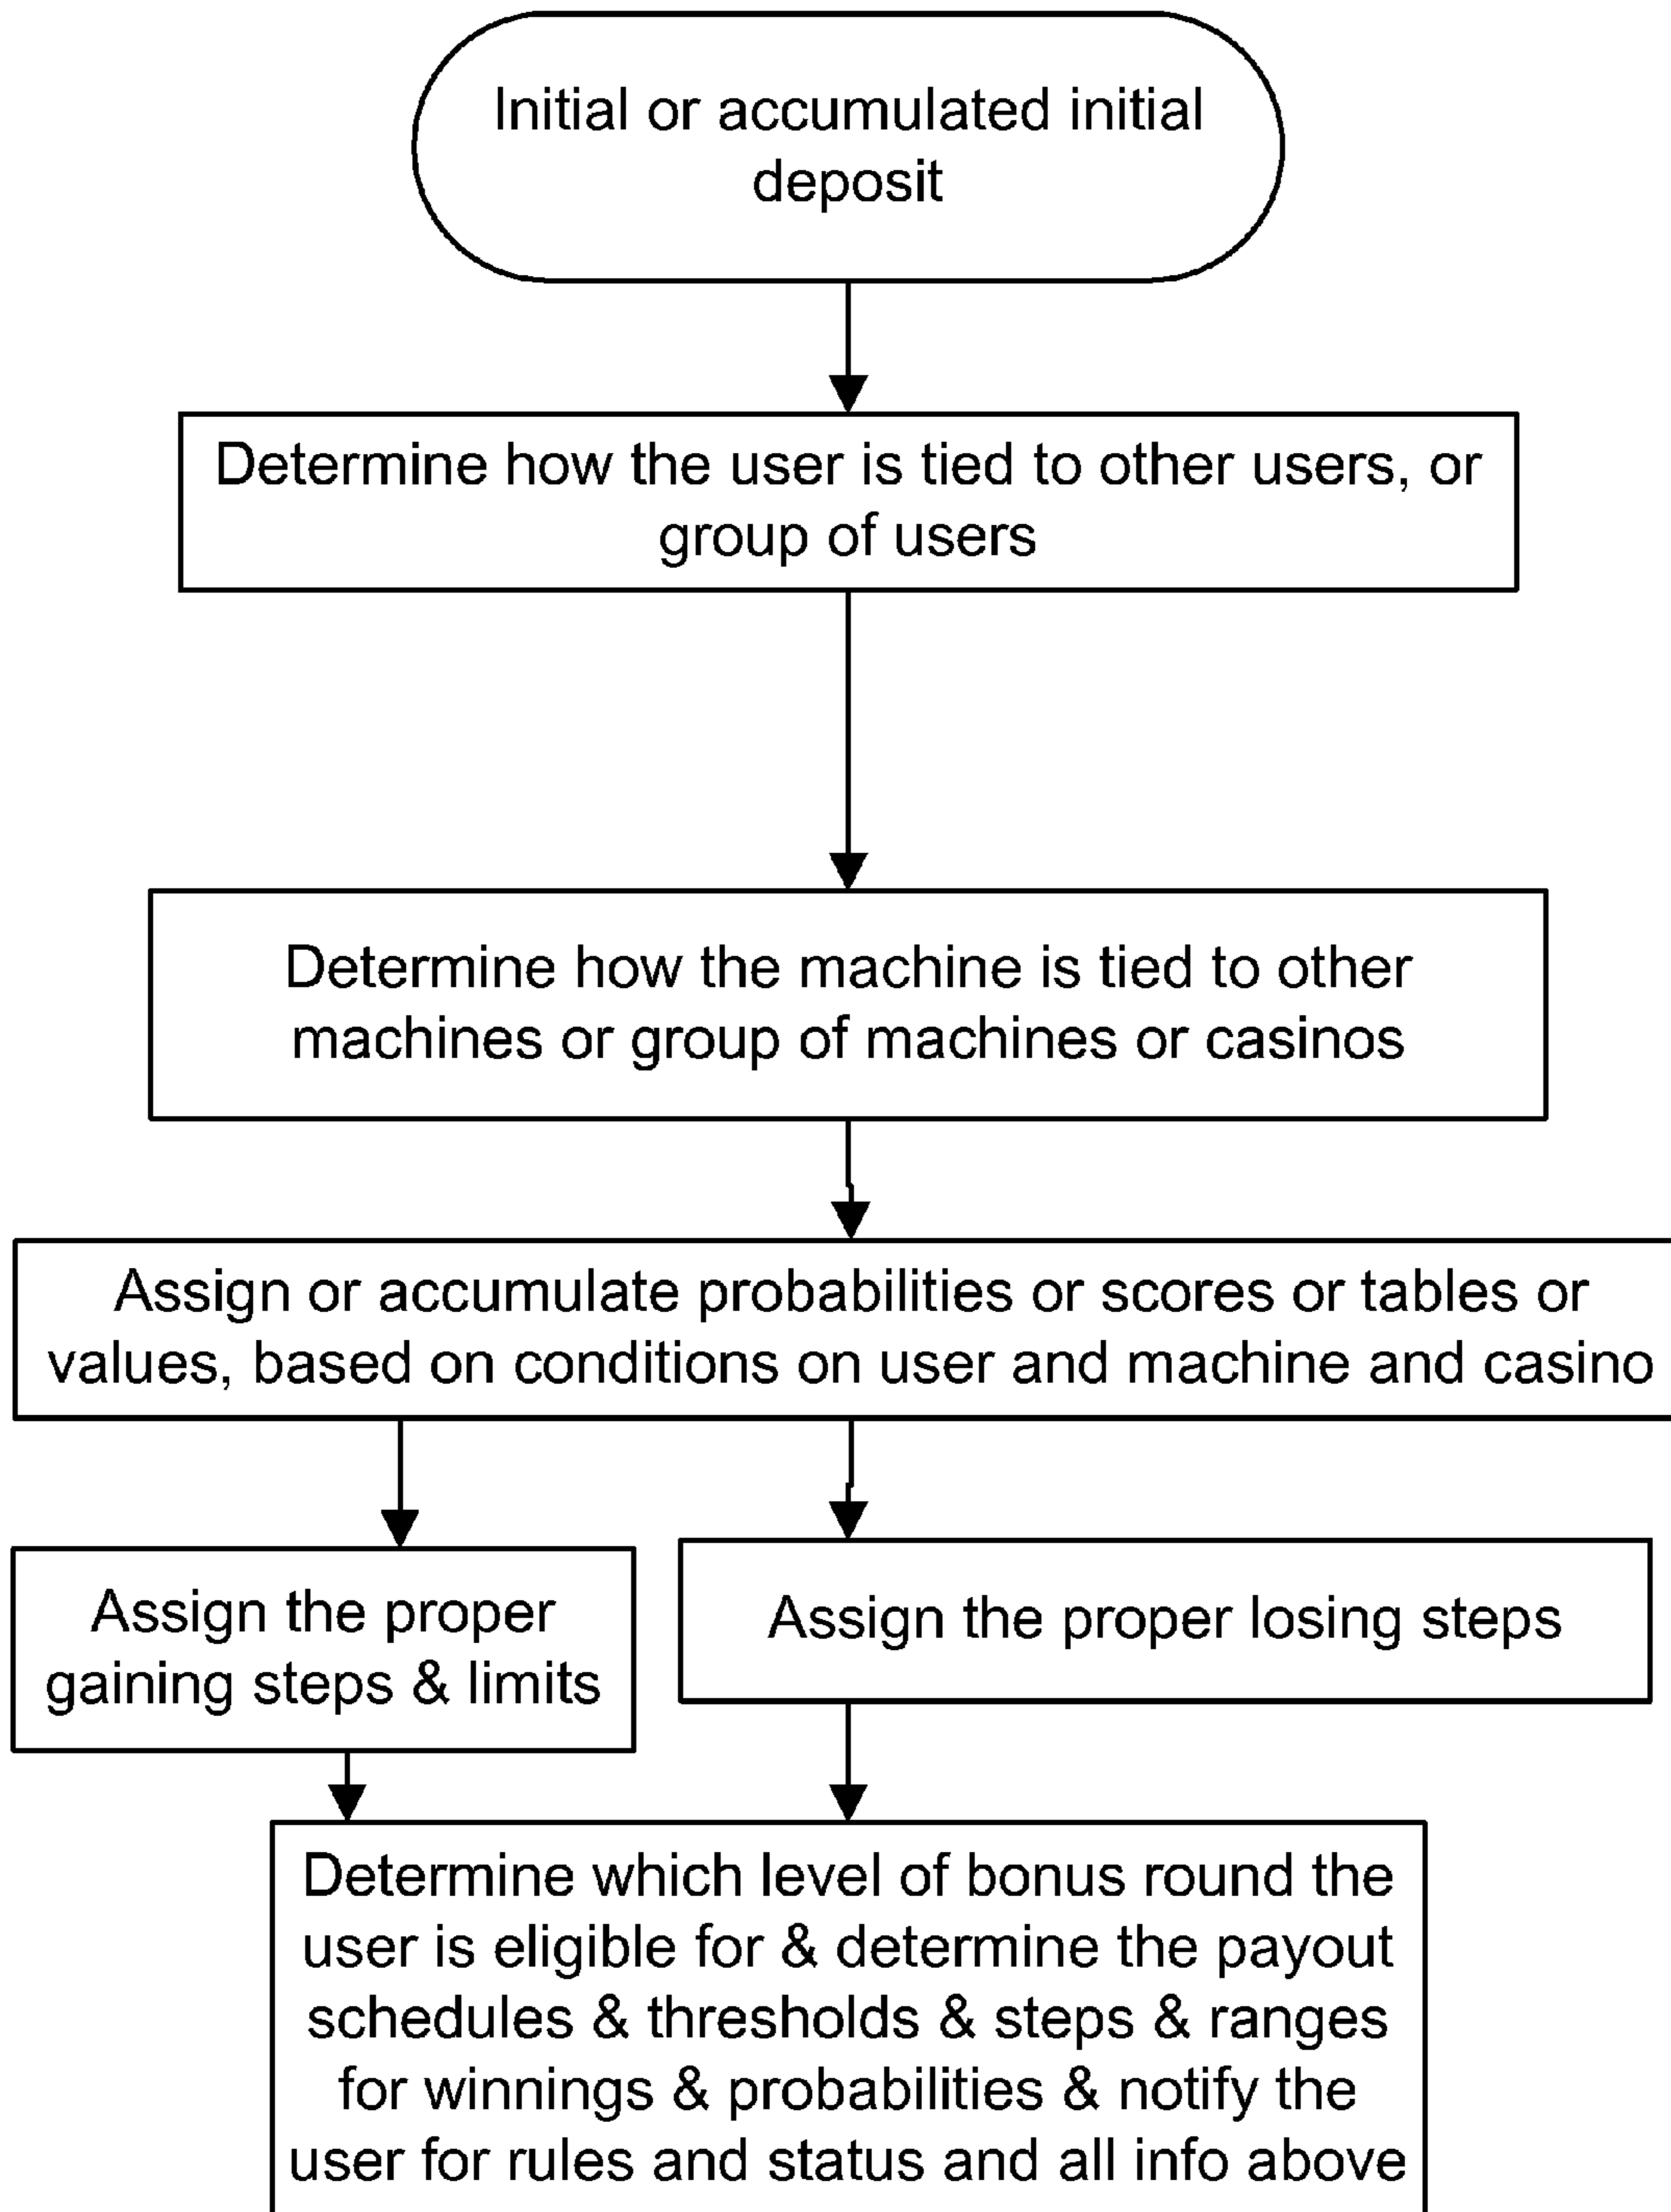 Initial or accumulated initial
deposit
Determine how the user is tied to other users, or
group of users
Determine how the machine is tied to other
machines or group of machines or casinos
Assign or accumulate probabilities or scores or tables or
values, based on conditions on user and machine and casino
Assign the proper
gaining steps & limits
Assign the proper losing steps
Determine which level of bonus round the
user is eligible for & determine the payout
schedules & thresholds & steps & ranges
for winnings & probabilities & notify the
user for rules and status and all info above